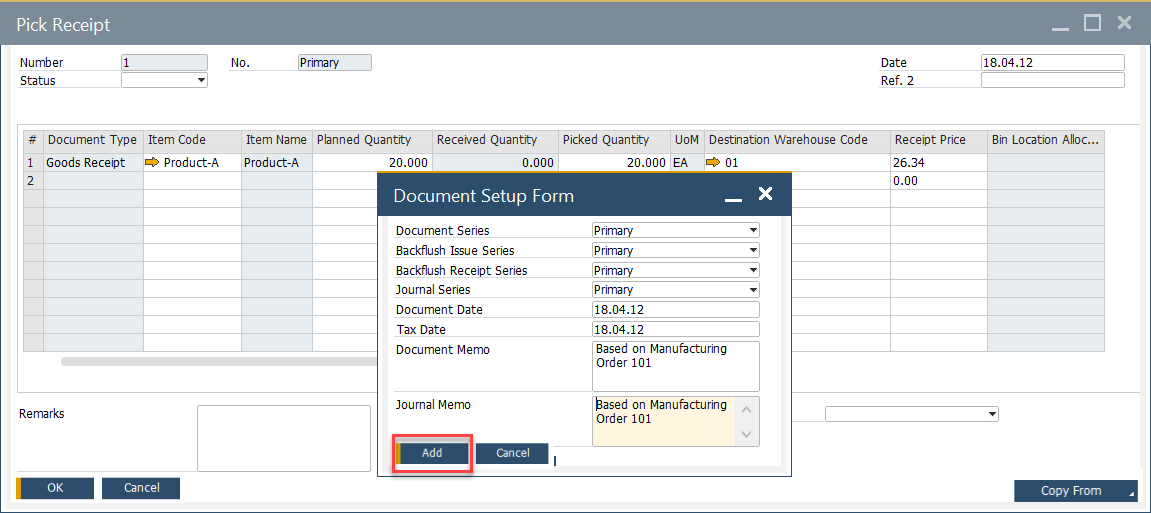 Pick Receipt
Number 1 No. Primary Date 18.04.12
Status Ref. 2
# Document Type Item Code Item Name Planned Quantity Received Quantity Picked Quantity UoM Destination Warehouse Code Receipt Price Bin Location Alloc...
1 Goods Receipt Product-A Product-A 20.000 0.000 20.000 EA 01 26.34
2 0.00
Document Setup Form
Document Series Primary
Backflush Issue Series Primary
Backflush Receipt Series Primary
Journal Series Primary
Document Date 18.04.12
Tax Date 18.04.12
Document Memo Based on Manufacturing
Order 101
Journal Memo Based on Manufacturing
Order 101
Add Cancel
Remarks
OK Cancel Copy From